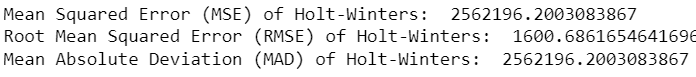 Mean Squared Error (MSE) of Holt-Winters:  2562196.2003083867
Root Mean Squared Error (RMSE) of Holt-Winters:  1600.6861654641696
Mean Absolute Deviation (MAD) of Holt-Winters:  2562196.2003083867